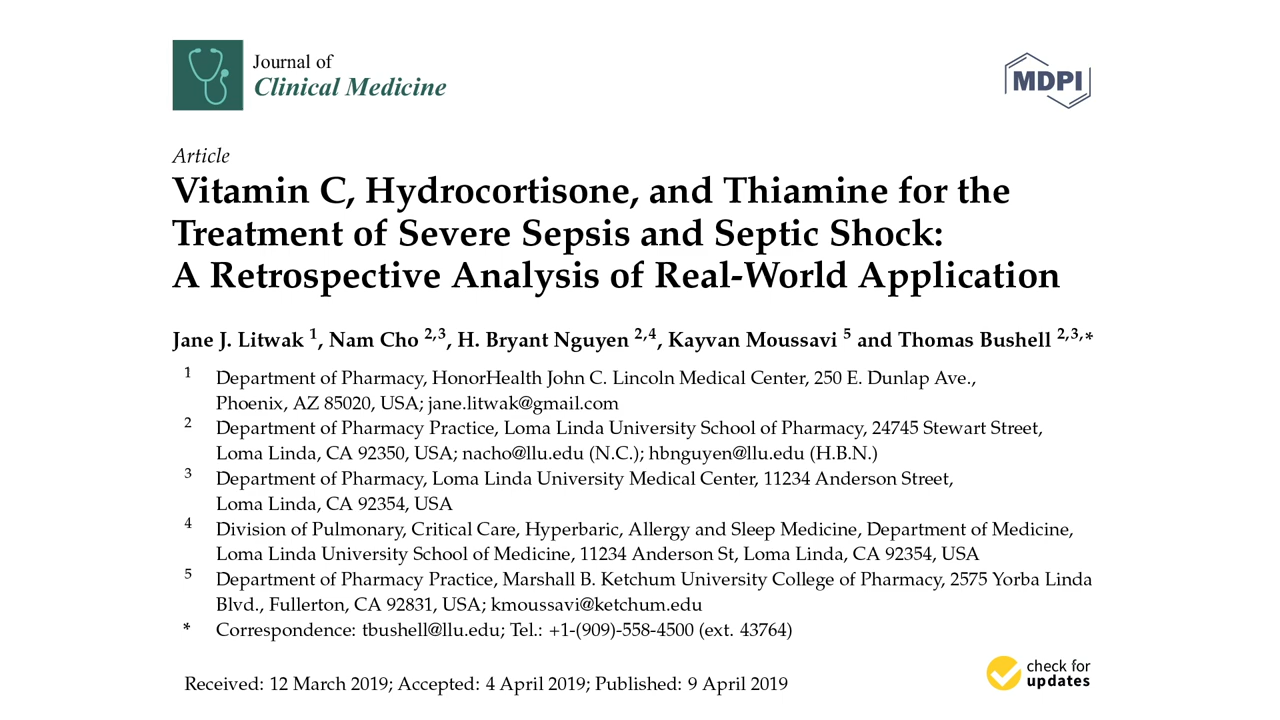 Journal of
Clinical Medicine
MDPI
Article
Vitamin C, Hydrocortisone, and Thiamine for the
Treatment of Severe Sepsis and Septic Shock:
A Retrospective Analysis of Real-World Application
Jane J. Litwak 1, Nam Cho 2,3, H. Bryant Nguyen 2,4, Kayvan Moussavi 5 and Thomas Bushell 2,3,*
1 Department of Pharmacy, HonorHealth John C. Lincoln Medical Center, 250 E. Dunlap Ave.,
Phoenix, AZ 85020, USA; jane.litwak@gmail.com
2 Department of Pharmacy Practice, Loma Linda University School of Pharmacy, 24745 Stewart Street,
Loma Linda, CA 92350, USA; nacho@llu.edu (N.C.); hbnguyen@llu.edu (H.B.N.)
3 Department of Pharmacy, Loma Linda University Medical Center, 11234 Anderson Street,
Loma Linda, CA 92354, USA
4 Division of Pulmonary, Critical Care, Hyperbaric, Allergy and Sleep Medicine, Department of Medicine,
Loma Linda University School of Medicine, 11234 Anderson St, Loma Linda, CA 92354, USA
5 Department of Pharmacy Practice, Marshall B. Ketchum University College of Pharmacy, 2575 Yorba Linda
Blvd., Fullerton, CA 92831, USA; kmoussavi@ketchum.edu
* Correspondence: tbushell@llu.edu; Tel.: +1-(909)-558-4500 (ext. 43764)
Received: 12 March 2019; Accepted: 4 April 2019; Published: 9 April 2019
check for
updates